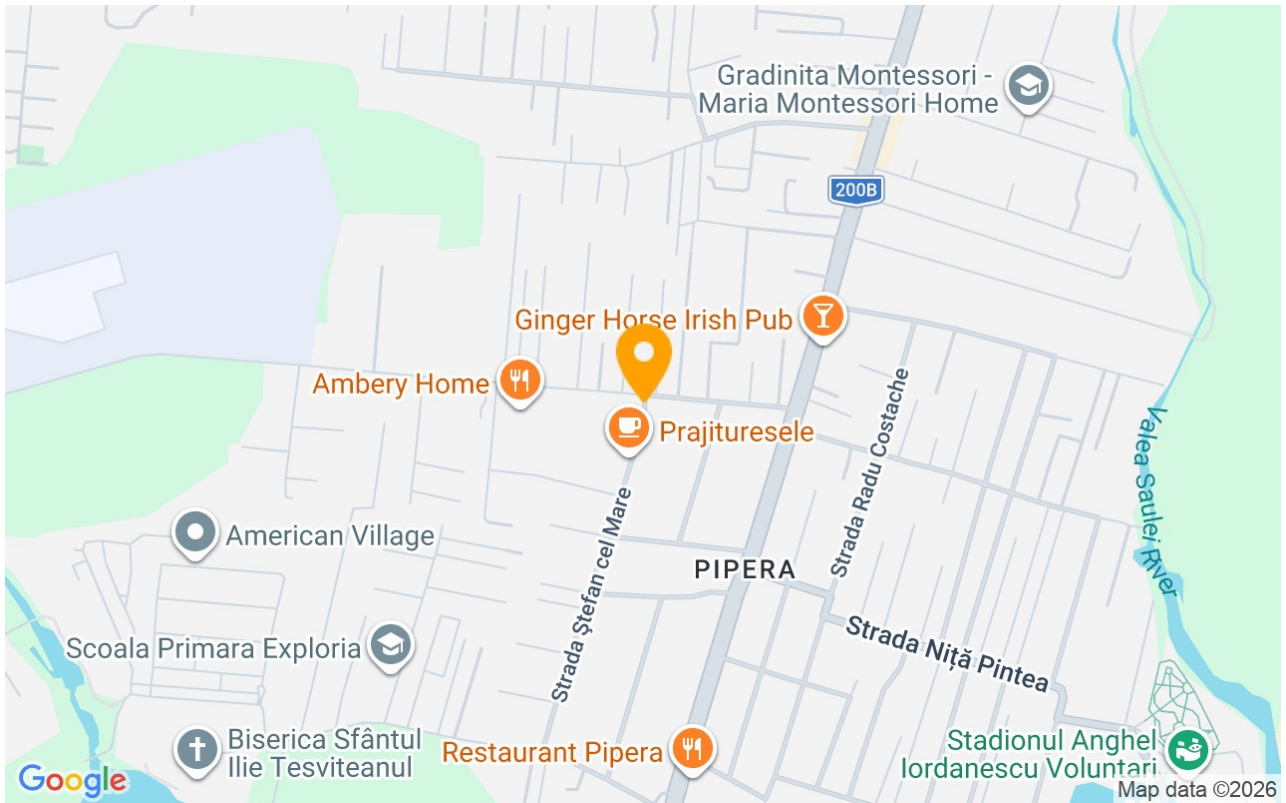 Gradinita Montessori -
Maria Montessori Home
200B
Ginger Horse Irish Pub
Ambery Home
Prajituresele
Strada Radu Costache
Valea Saulei River
American Village
Strada Ștefan cel Mare
PIPERA
Scoala Primara Exploria
Strada Niță Pintea
Biserica Sfântul
Ilie Tesviteanul
Restaurant Pipera
Stadionul Anghel
Iordanescu Voluntari
Google
Map data ©2026